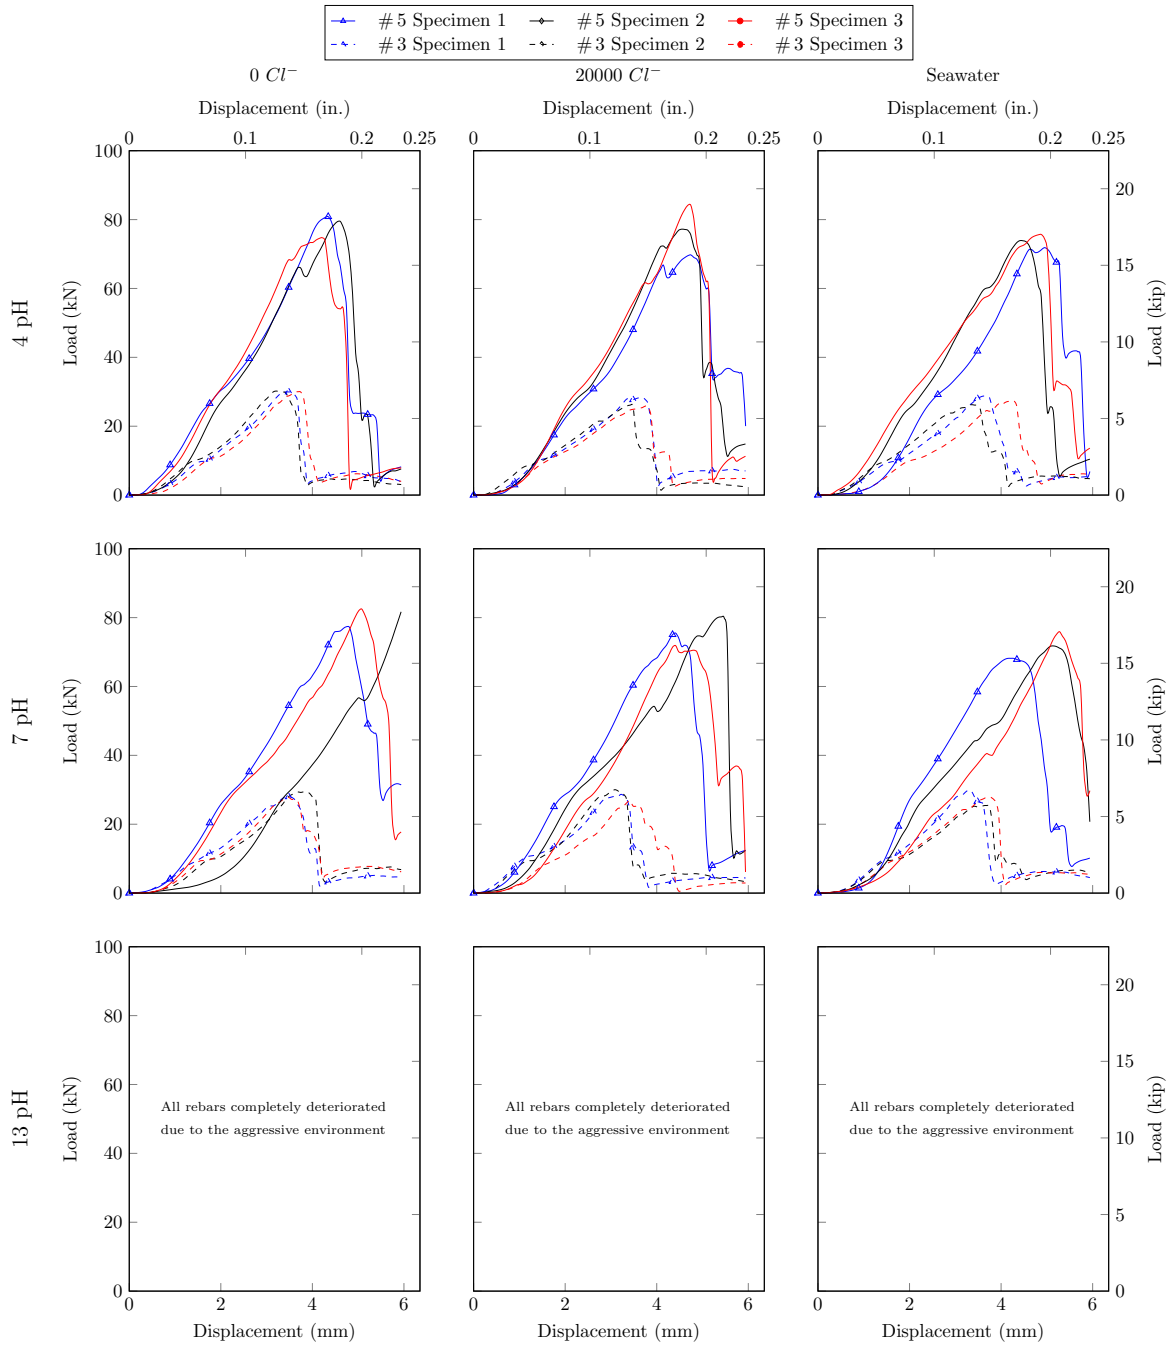 #5 Specimen 1 #5 Specimen 2 #5 Specimen 3
#3 Specimen 1 #3 Specimen 2 #3 Specimen 3
0 Cl⁻ 20000 Cl⁻ Seawater
Displacement (in.) Displacement (in.) Displacement (in.)
0 0.1 0.2 0.25 0 0.1 0.2 0.25 0 0.1 0.2 0.25
4 pH
Load (kN)
100
80
60
40
20
0
20
15
10
5
0
Load (kip)
7 pH
Load (kN)
100
80
60
40
20
0
20
15
10
5
0
Load (kip)
13 pH
Load (kN)
100
80
60
40
20
0
All rebars completely deteriorated
due to the aggressive environment
All rebars completely deteriorated
due to the aggressive environment
All rebars completely deteriorated
due to the aggressive environment
20
15
10
5
0
Load (kip)
0 2 4 6 0 2 4 6 0 2 4 6
Displacement (mm) Displacement (mm) Displacement (mm)